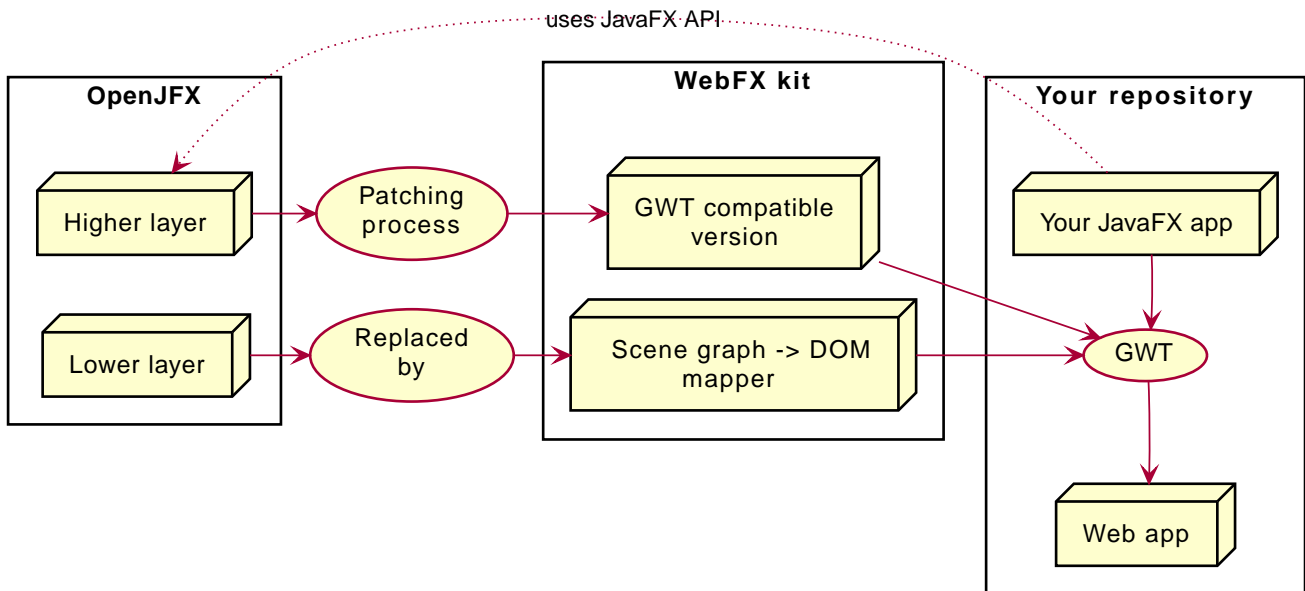 uses JavaFX API
OpenJFX
WebFX kit
Your repository
Higher layer
Patching
process
GWT compatible
version
Your JavaFX app
Lower layer
Replaced
by
Scene graph -> DOM
mapper
GWT
Web app